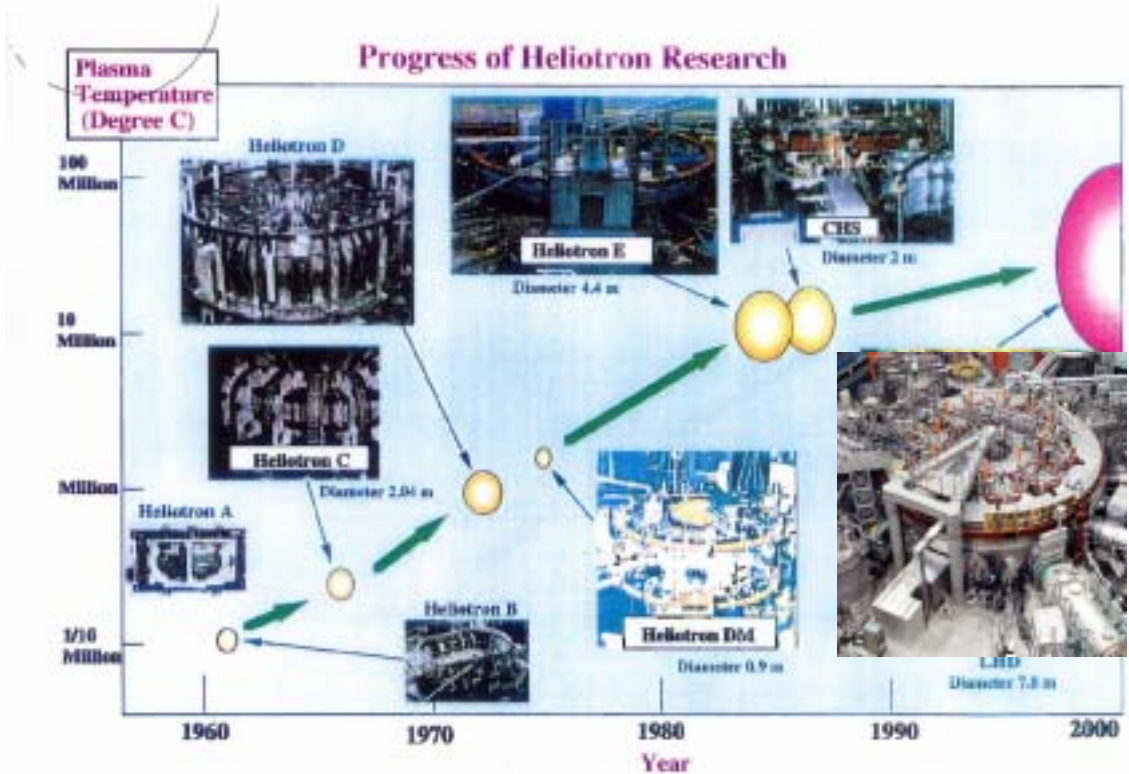 Progress of Heliotron Research
Plasma
Temperature
(Degree C)
Heliotron D
100
Million
Heliotron E
Diameter 4.4 m
CHS
Diameter 2 m
10
Million
Heliotron C
Diameter 2.04 m
Million
Heliotron A
Heliotron B
Heliotron DM
Diameter 0.9 m
1/10
Million
LHD
Diameter 7.8 m
1960
1970
1980
1990
2000
Year